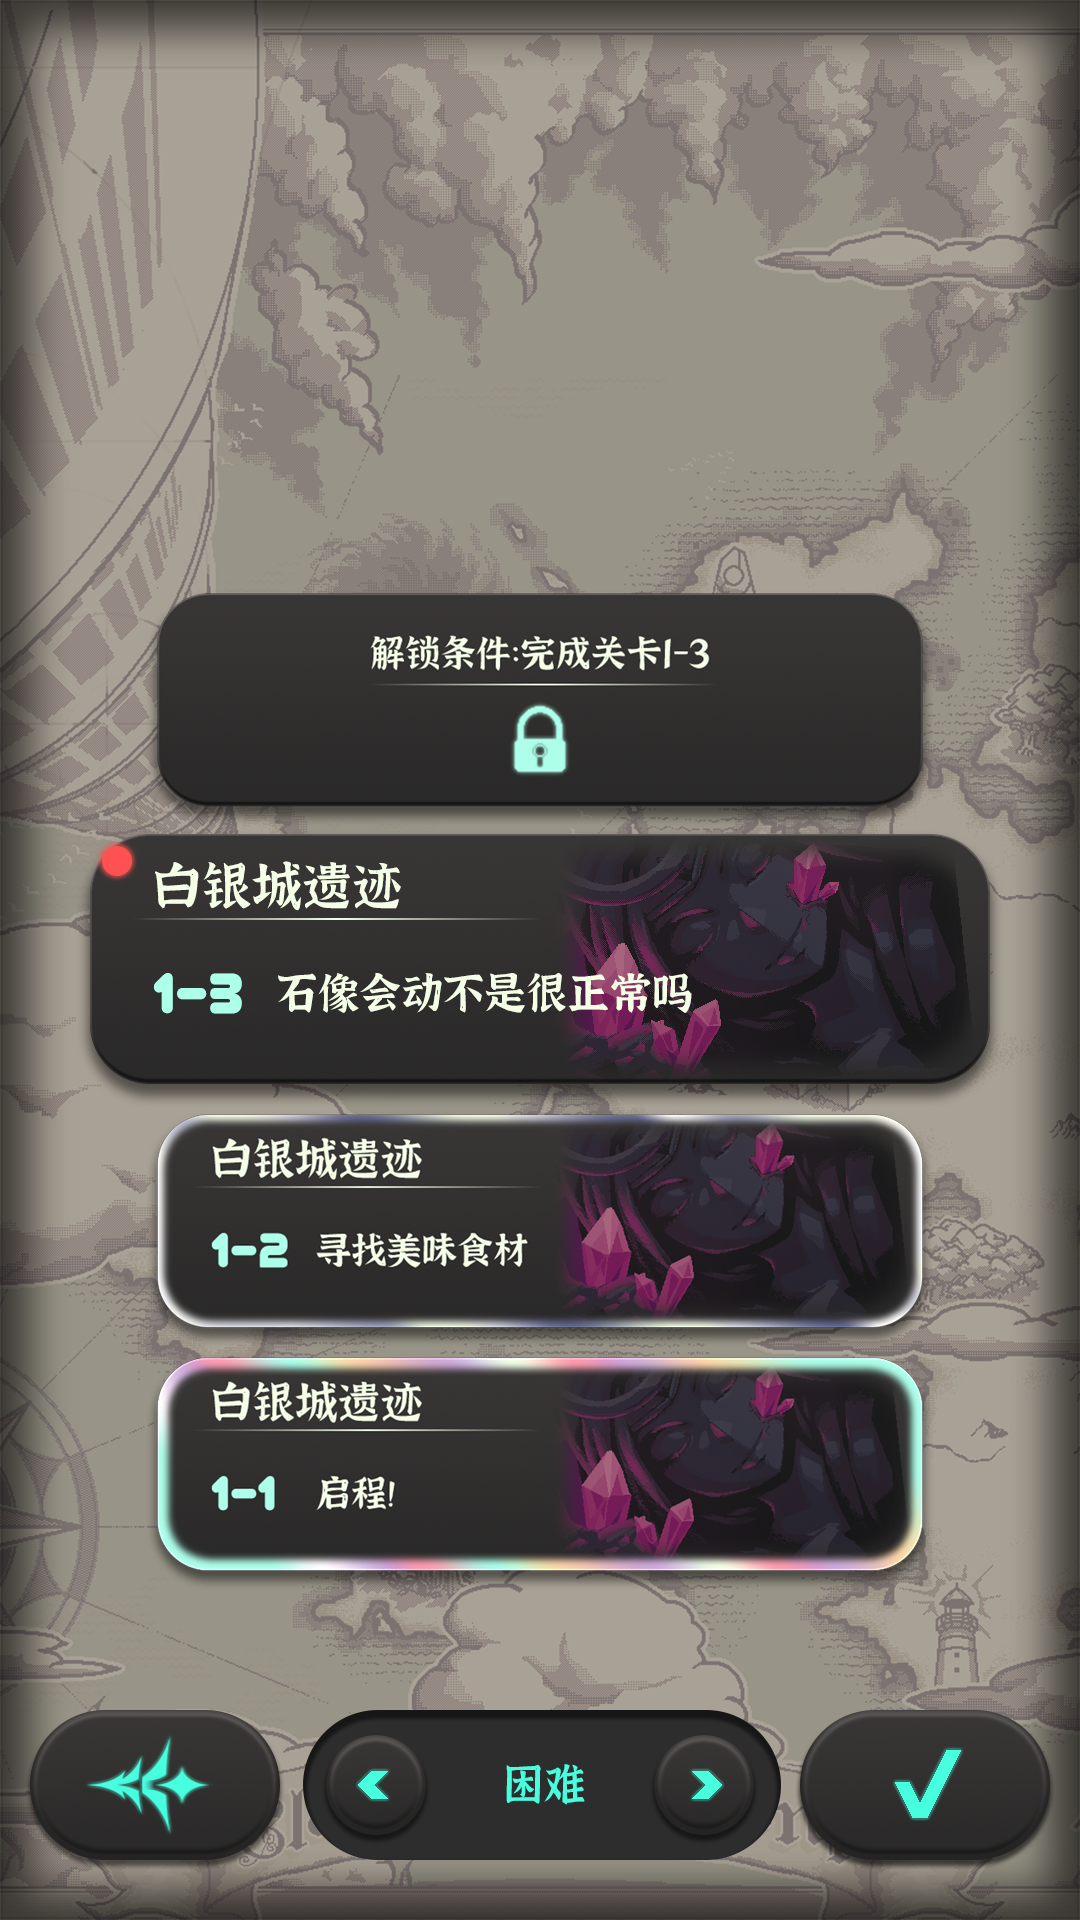 解锁条件:完成关卡1-3
白银城遗迹
1-3 石像会动不是很正常吗
白银城遗迹
1-2 寻找美味食材
白银城遗迹
1-1 启程!
困难